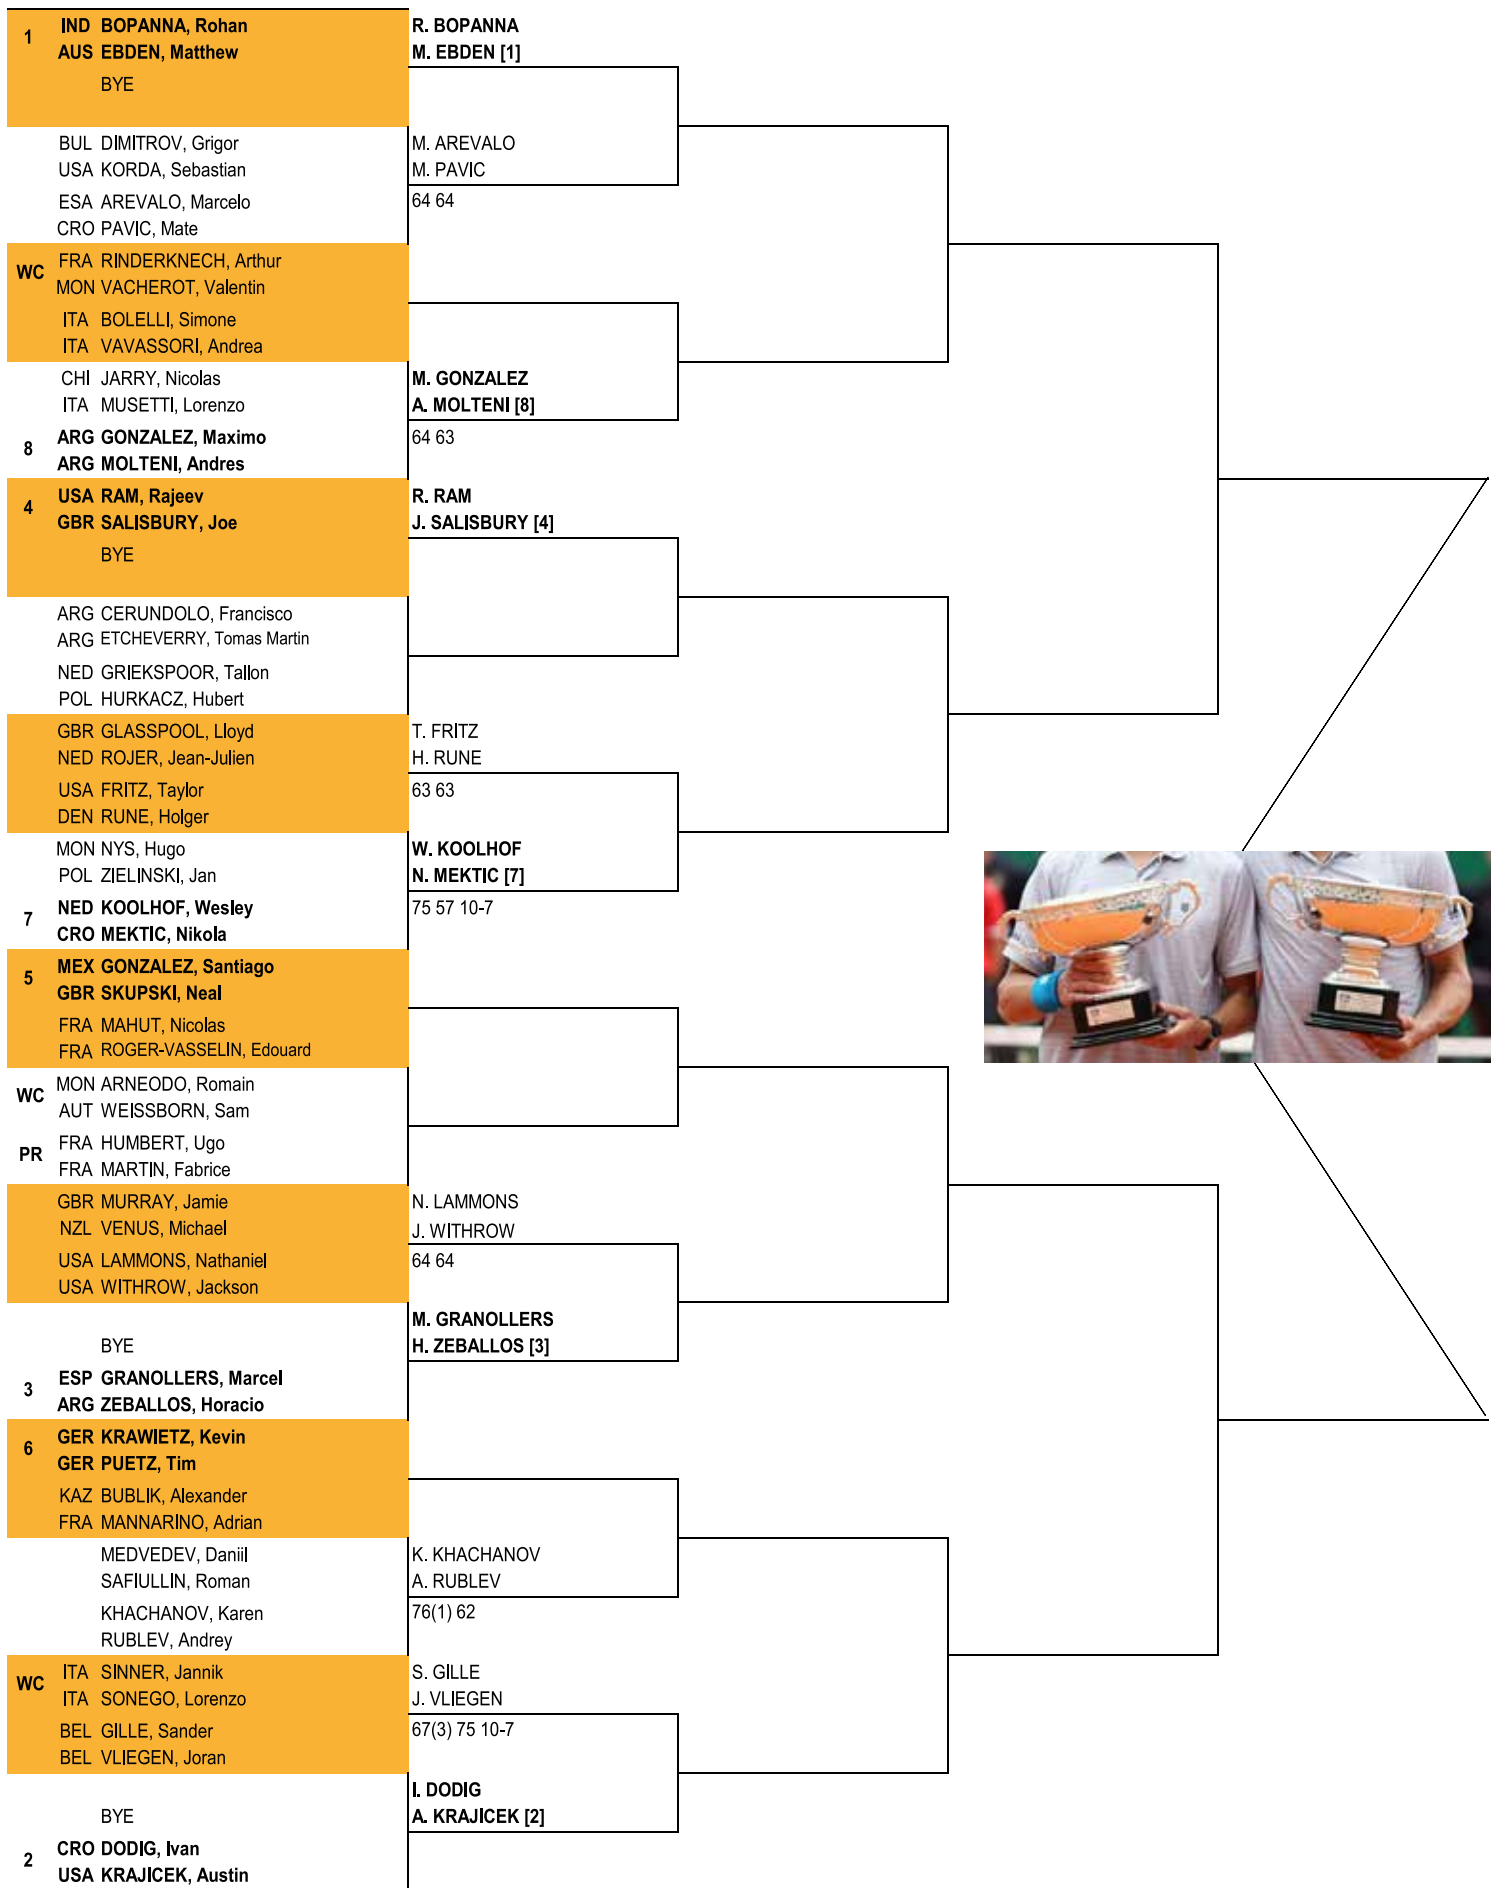 1
IND BOPANNA, Rohan
AUS EBDEN, Matthew
BYE
BUL DIMITROV, Grigor
USA KORDA, Sebastian
ESA AREVALO, Marcelo
CRO PAVIC, Mate
WC
FRA RINDERKNECH, Arthur
MON VACHEROT, Valentin
ITA BOLELLI, Simone
ITA VAVASSORI, Andrea
CHI JARRY, Nicolas
ITA MUSETTI, Lorenzo
8
ARG GONZALEZ, Maximo
ARG MOLTENI, Andres
4
USA RAM, Rajeev
GBR SALISBURY, Joe
BYE
ARG CERUNDOLO, Francisco
ARG ETCHEVERRY, Tomas Martin
NED GRIEKSPOOR, Tallon
POL HURKACZ, Hubert
GBR GLASSPOOL, Lloyd
NED ROJER, Jean-Julien
USA FRITZ, Taylor
DEN RUNE, Holger
MON NYS, Hugo
POL ZIELINSKI, Jan
7
NED KOOLHOF, Wesley
CRO MEKTIC, Nikola
5
MEX GONZALEZ, Santiago
GBR SKUPSKI, Neal
FRA MAHUT, Nicolas
FRA ROGER-VASSELIN, Edouard
WC
MON ARNEODO, Romain
AUT WEISSBORN, Sam
PR
FRA HUMBERT, Ugo
FRA MARTIN, Fabrice
GBR MURRAY, Jamie
NZL VENUS, Michael
USA LAMMONS, Nathaniel
USA WITHROW, Jackson
BYE
3
ESP GRANOLLERS, Marcel
ARG ZEBALLOS, Horacio
6
GER KRAWIETZ, Kevin
GER PUETZ, Tim
KAZ BUBLIK, Alexander
FRA MANNARINO, Adrian
MEDVEDEV, Daniil
SAFIULLIN, Roman
KHACHANOV, Karen
RUBLEV, Andrey
WC
ITA SINNER, Jannik
ITA SONEGO, Lorenzo
BEL GILLE, Sander
BEL VLIEGEN, Joran
BYE
2
CRO DODIG, Ivan
USA KRAJICEK, Austin
R. BOPANNA
M. EBDEN [1]
M. AREVALO
M. PAVIC
64 64
M. GONZALEZ
A. MOLTENI [8]
64 63
R. RAM
J. SALISBURY [4]
T. FRITZ
H. RUNE
63 63
W. KOOLHOF
N. MEKTIC [7]
75 57 10-7
N. LAMMONS
J. WITHROW
64 64
M. GRANOLLERS
H. ZEBALLOS [3]
K. KHACHANOV
A. RUBLEV
76(1) 62
S. GILLE
J. VLIEGEN
67(3) 75 10-7
I. DODIG
A. KRAJICEK [2]